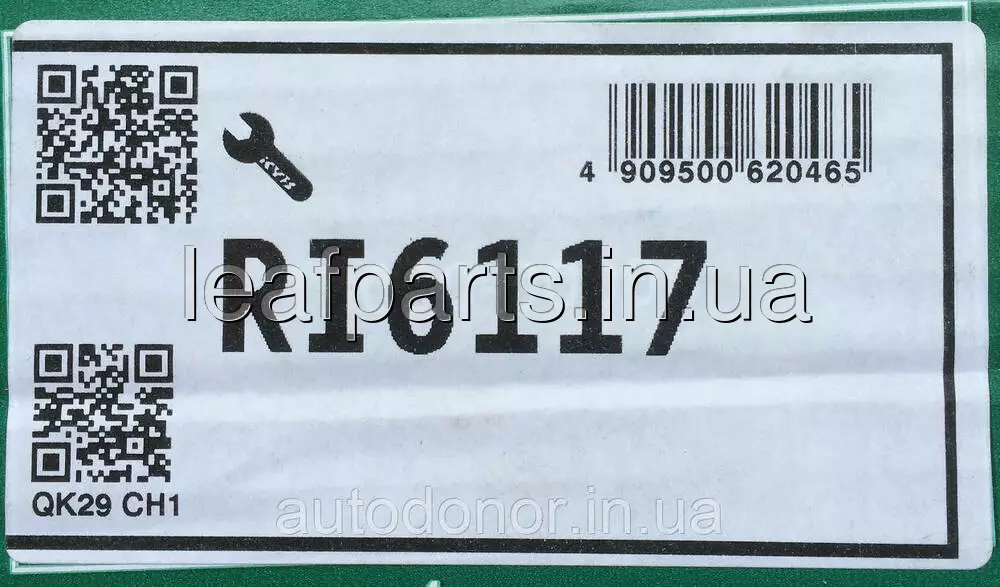 KYB
4 909500 620465
RI6117
leafparts.in.ua
QK29 CH1
autodonor.in.ua